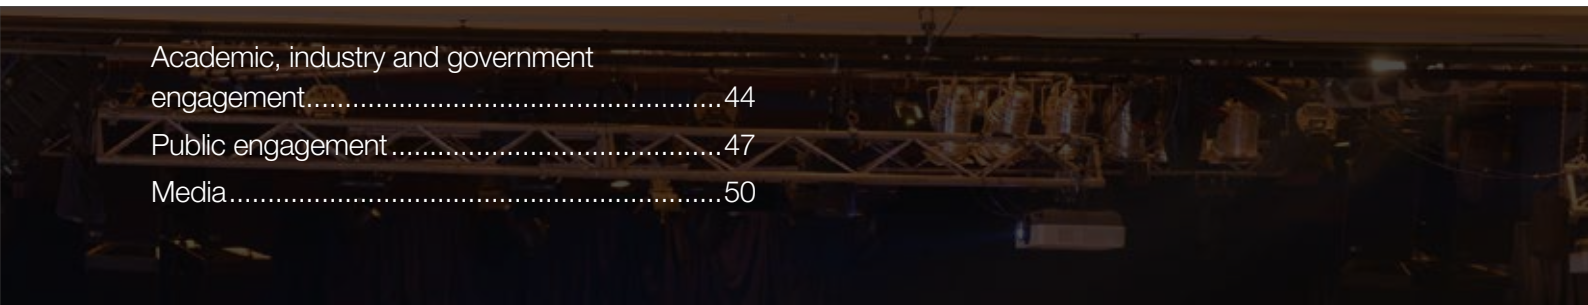 Academic, industry and government
engagement......................................................44
Public engagement...........................................47
Media................................................................50